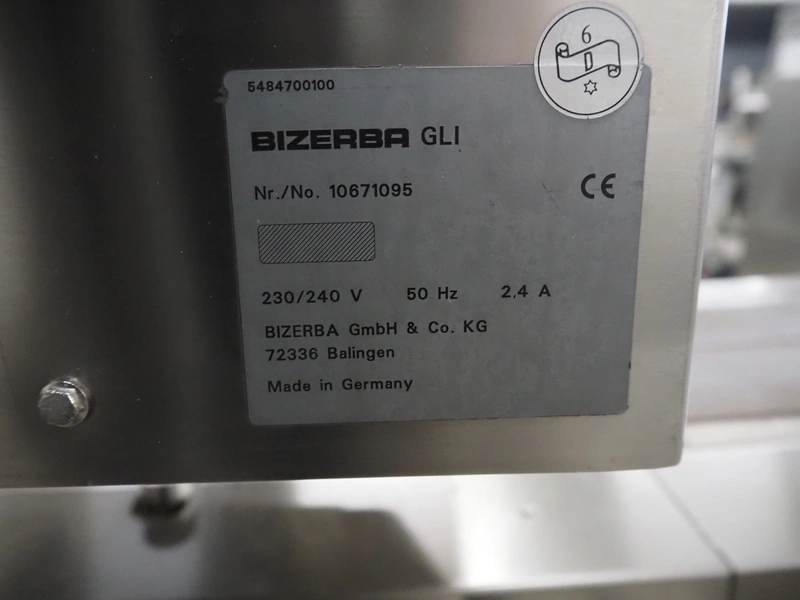 6
D
5484700100
BIZERBA GLI
Nr./No. 10671095
CE
230/240 V 50 Hz 2,4 A
BIZERBA GmbH & Co. KG
72336 Balingen
Made in Germany